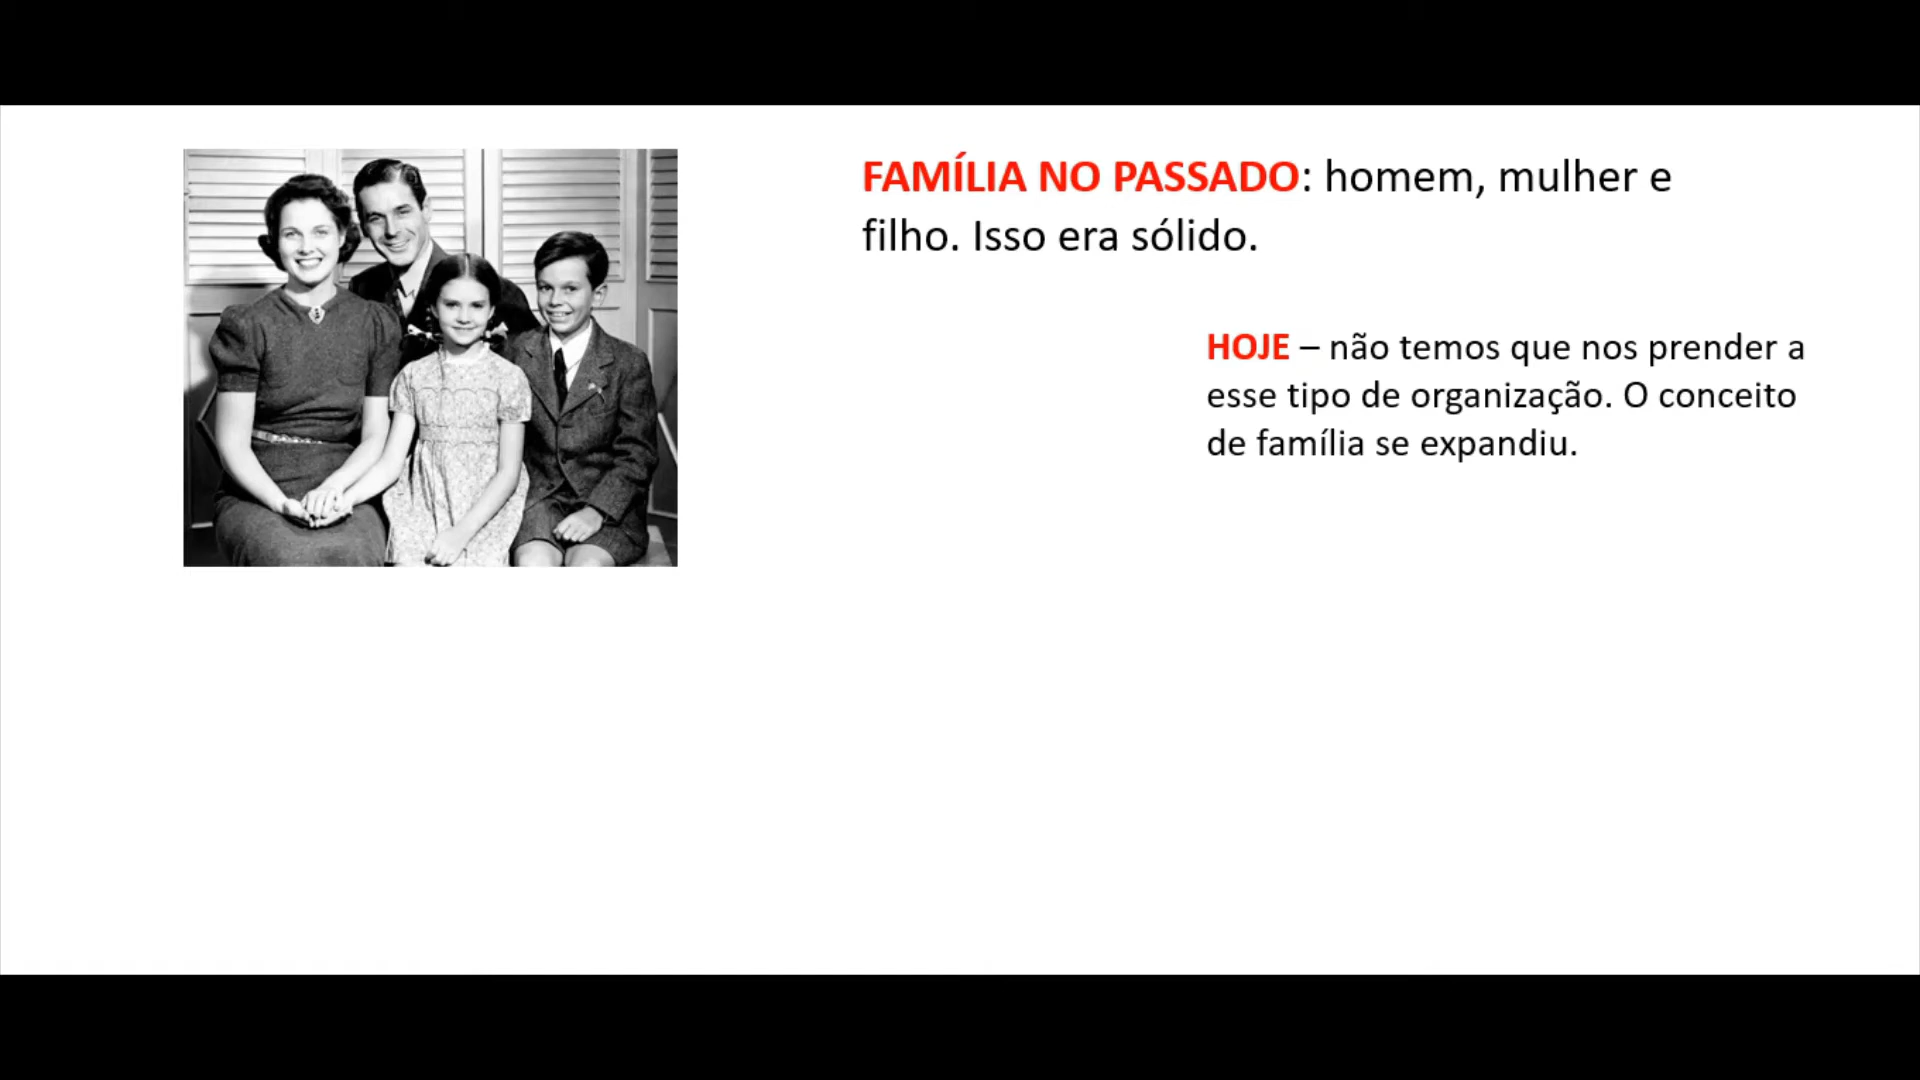 FAMÍLIA NO PASSADO: homem, mulher e
filho. Isso era sólido.
HOJE – não temos que nos prender a
esse tipo de organização. O conceito
de família se expandiu.